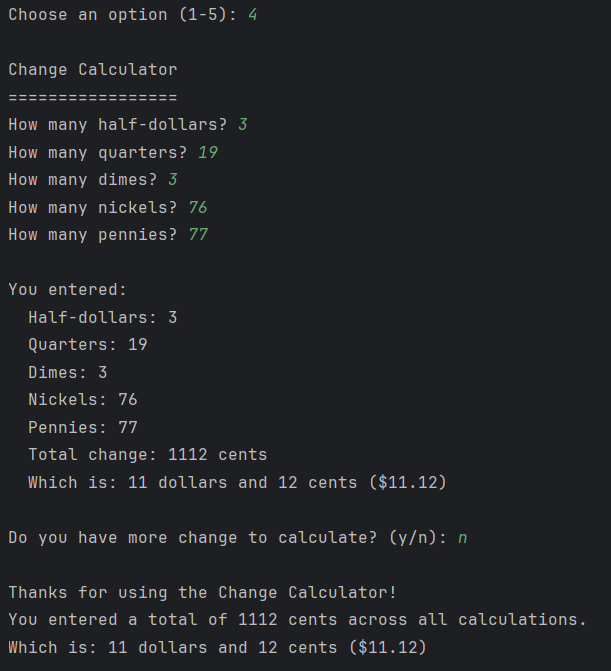 Choose an option (1-5): 4
Change Calculator
=================
How many half-dollars? 3
How many quarters? 19
How many dimes? 3
How many nickels? 76
How many pennies? 77
You entered:
  Half-dollars: 3
  Quarters: 19
  Dimes: 3
  Nickels: 76
  Pennies: 77
  Total change: 1112 cents
  Which is: 11 dollars and 12 cents ($11.12)
Do you have more change to calculate? (y/n): n
Thanks for using the Change Calculator!
You entered a total of 1112 cents across all calculations.
Which is: 11 dollars and 12 cents ($11.12)